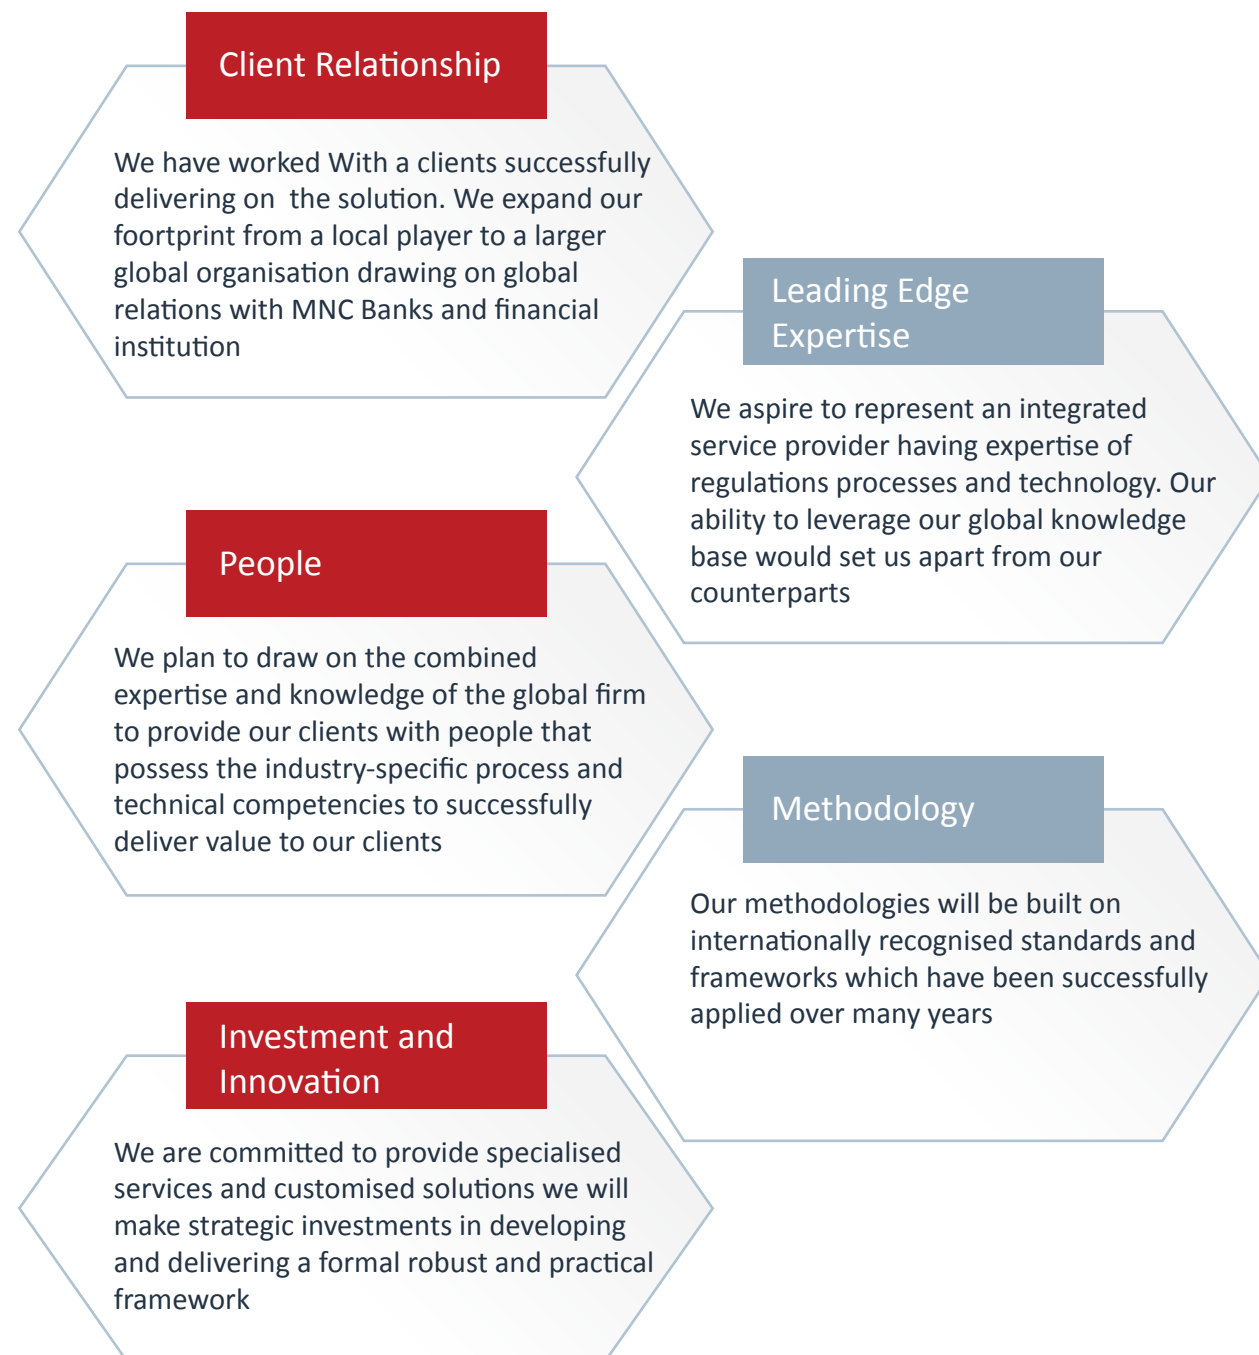 Client Relationship
We have worked With a clients successfully
delivering on  the solution. We expand our
foortprint from a local player to a larger
global organisation drawing on global
relations with MNC Banks and financial
institution
Leading Edge
Expertise
We aspire to represent an integrated
service provider having expertise of
regulations processes and technology. Our
ability to leverage our global knowledge
base would set us apart from our
counterparts
People
We plan to draw on the combined
expertise and knowledge of the global firm
to provide our clients with people that
possess the industry-specific process and
technical competencies to successfully
deliver value to our clients
Methodology
Our methodologies will be built on
internationally recognised standards and
frameworks which have been successfully
applied over many years
Investment and
Innovation
We are committed to provide specialised
services and customised solutions we will
make strategic investments in developing
and delivering a formal robust and practical
framework